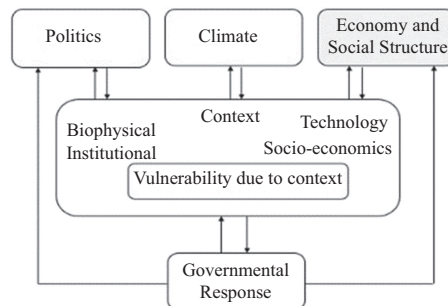 Politics
Climate
Economy and
Social Structure
Context
Biophysical
Institutional
Technology
Socio-economics
Vulnerability due to context
Governmental
Response